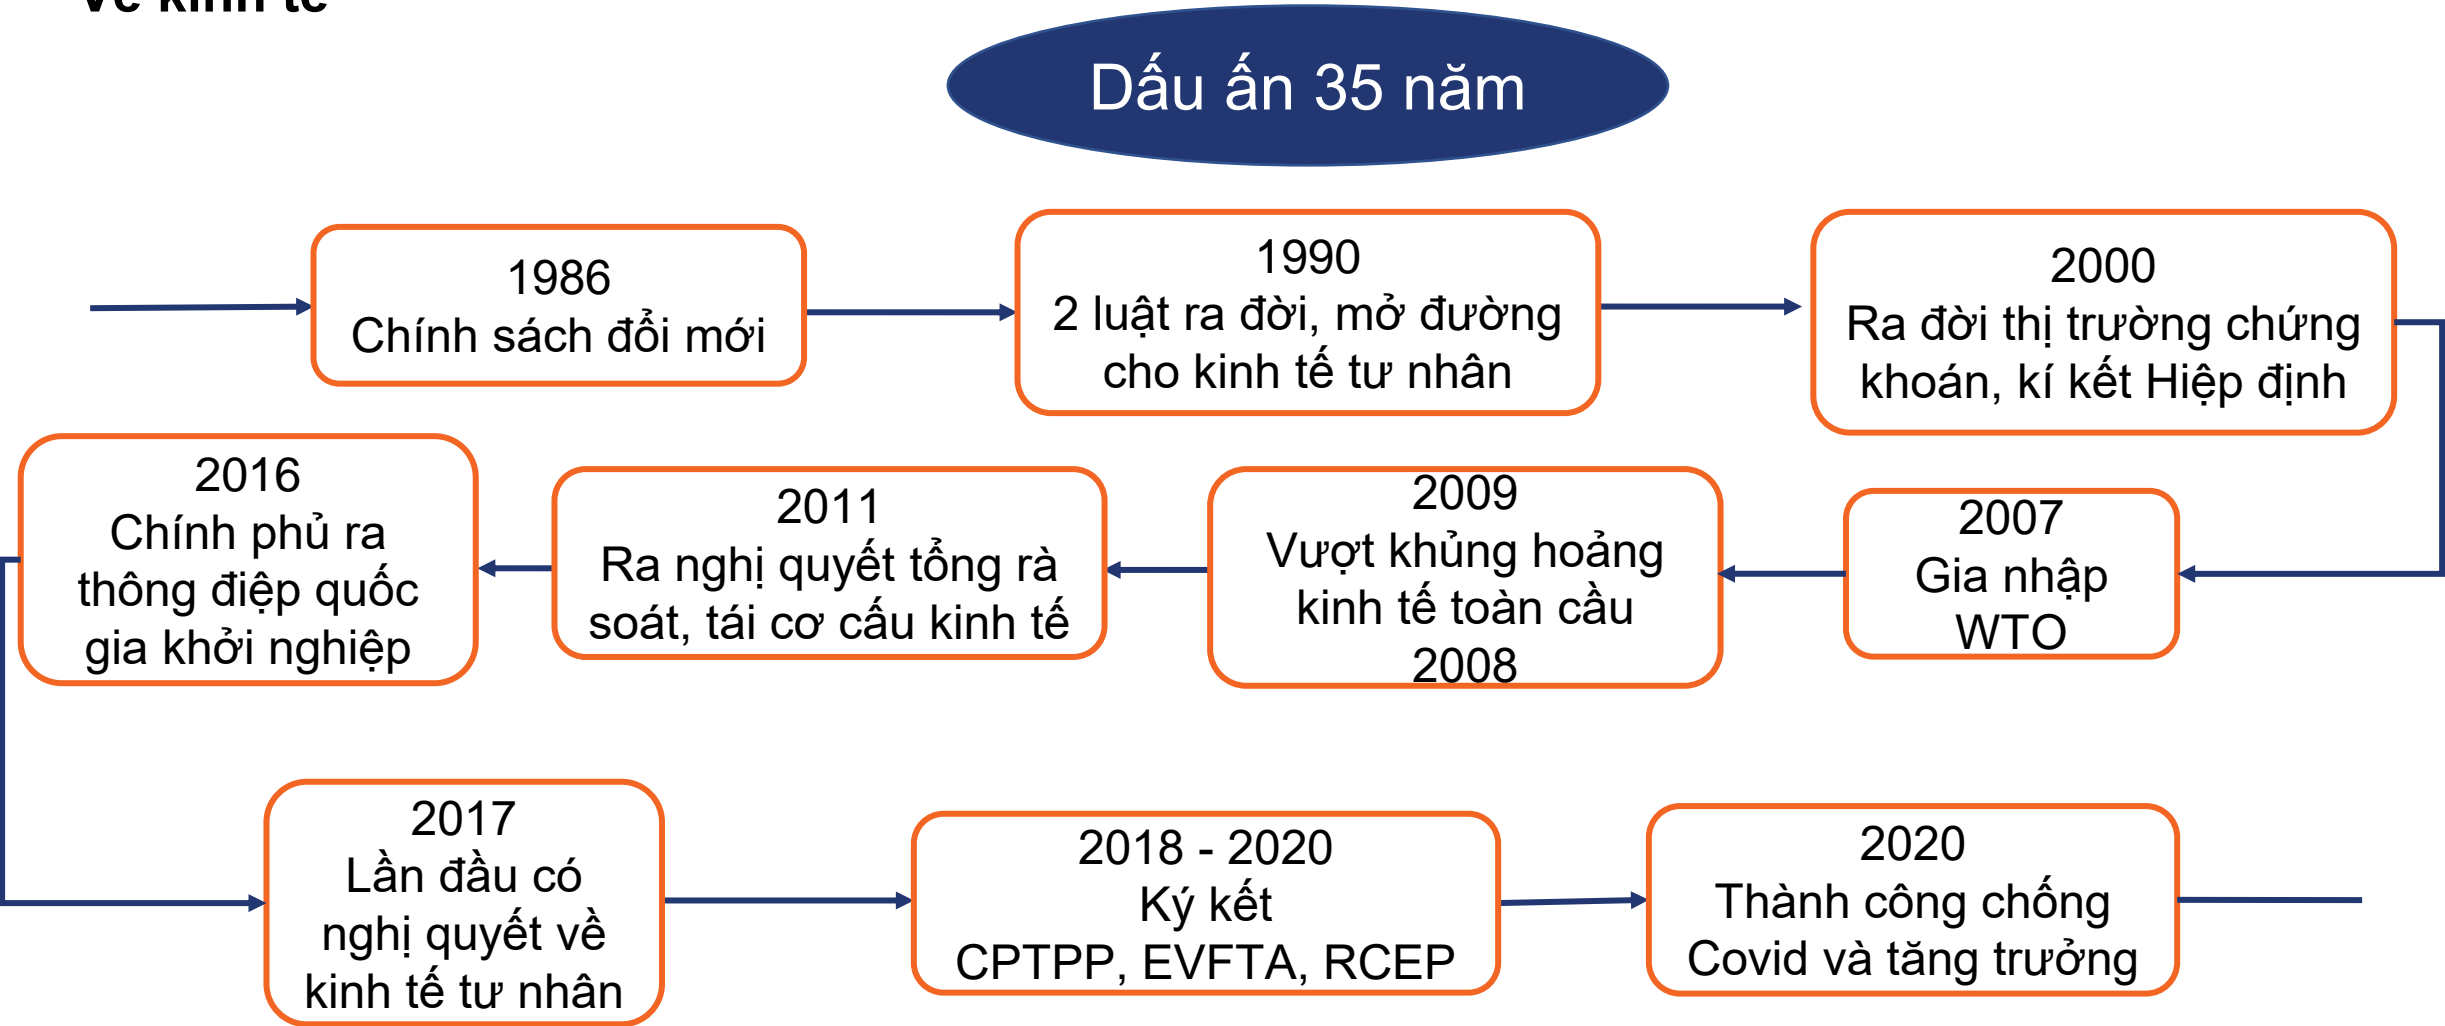 Về kinh tế
Dấu ấn 35 năm
1986
Chính sách đổi mới
1990
2 luật ra đời, mở đường
cho kinh tế tư nhân
2000
Ra đời thị trường chứng
khoán, kí kết Hiệp định
2007
Gia nhập
WTO
2009
Vượt khủng hoảng
kinh tế toàn cầu
2008
2011
Ra nghị quyết tổng rà
soát, tái cơ cấu kinh tế
2016
Chính phủ ra
thông điệp quốc
gia khởi nghiệp
2017
Lần đầu có
nghị quyết về
kinh tế tư nhân
2018 - 2020
Ký kết
CPTPP, EVFTA, RCEP
2020
Thành công chống
Covid và tăng trưởng